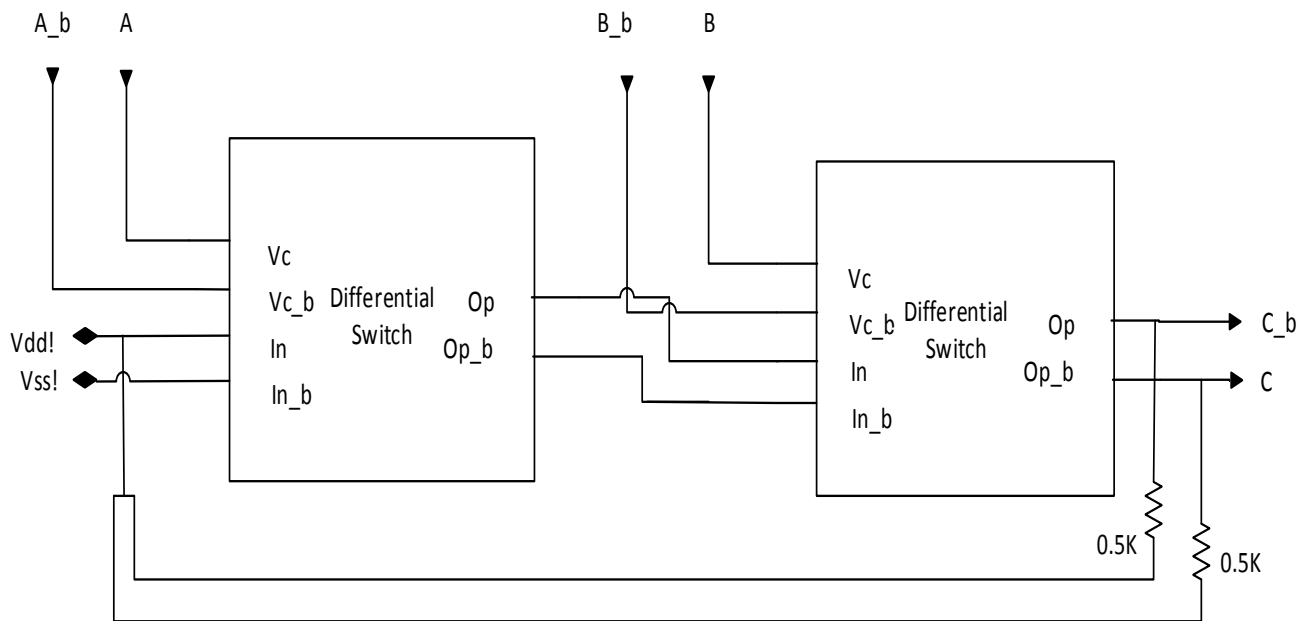 A_b A B_b B
Vc
Vc_b
In
In_b
Differential
Switch
Op
Op_b
Vdd!
Vss!
Vc
Vc_b
In
In_b
Differential
Switch
Op
Op_b
C_b
C
0.5K
0.5K